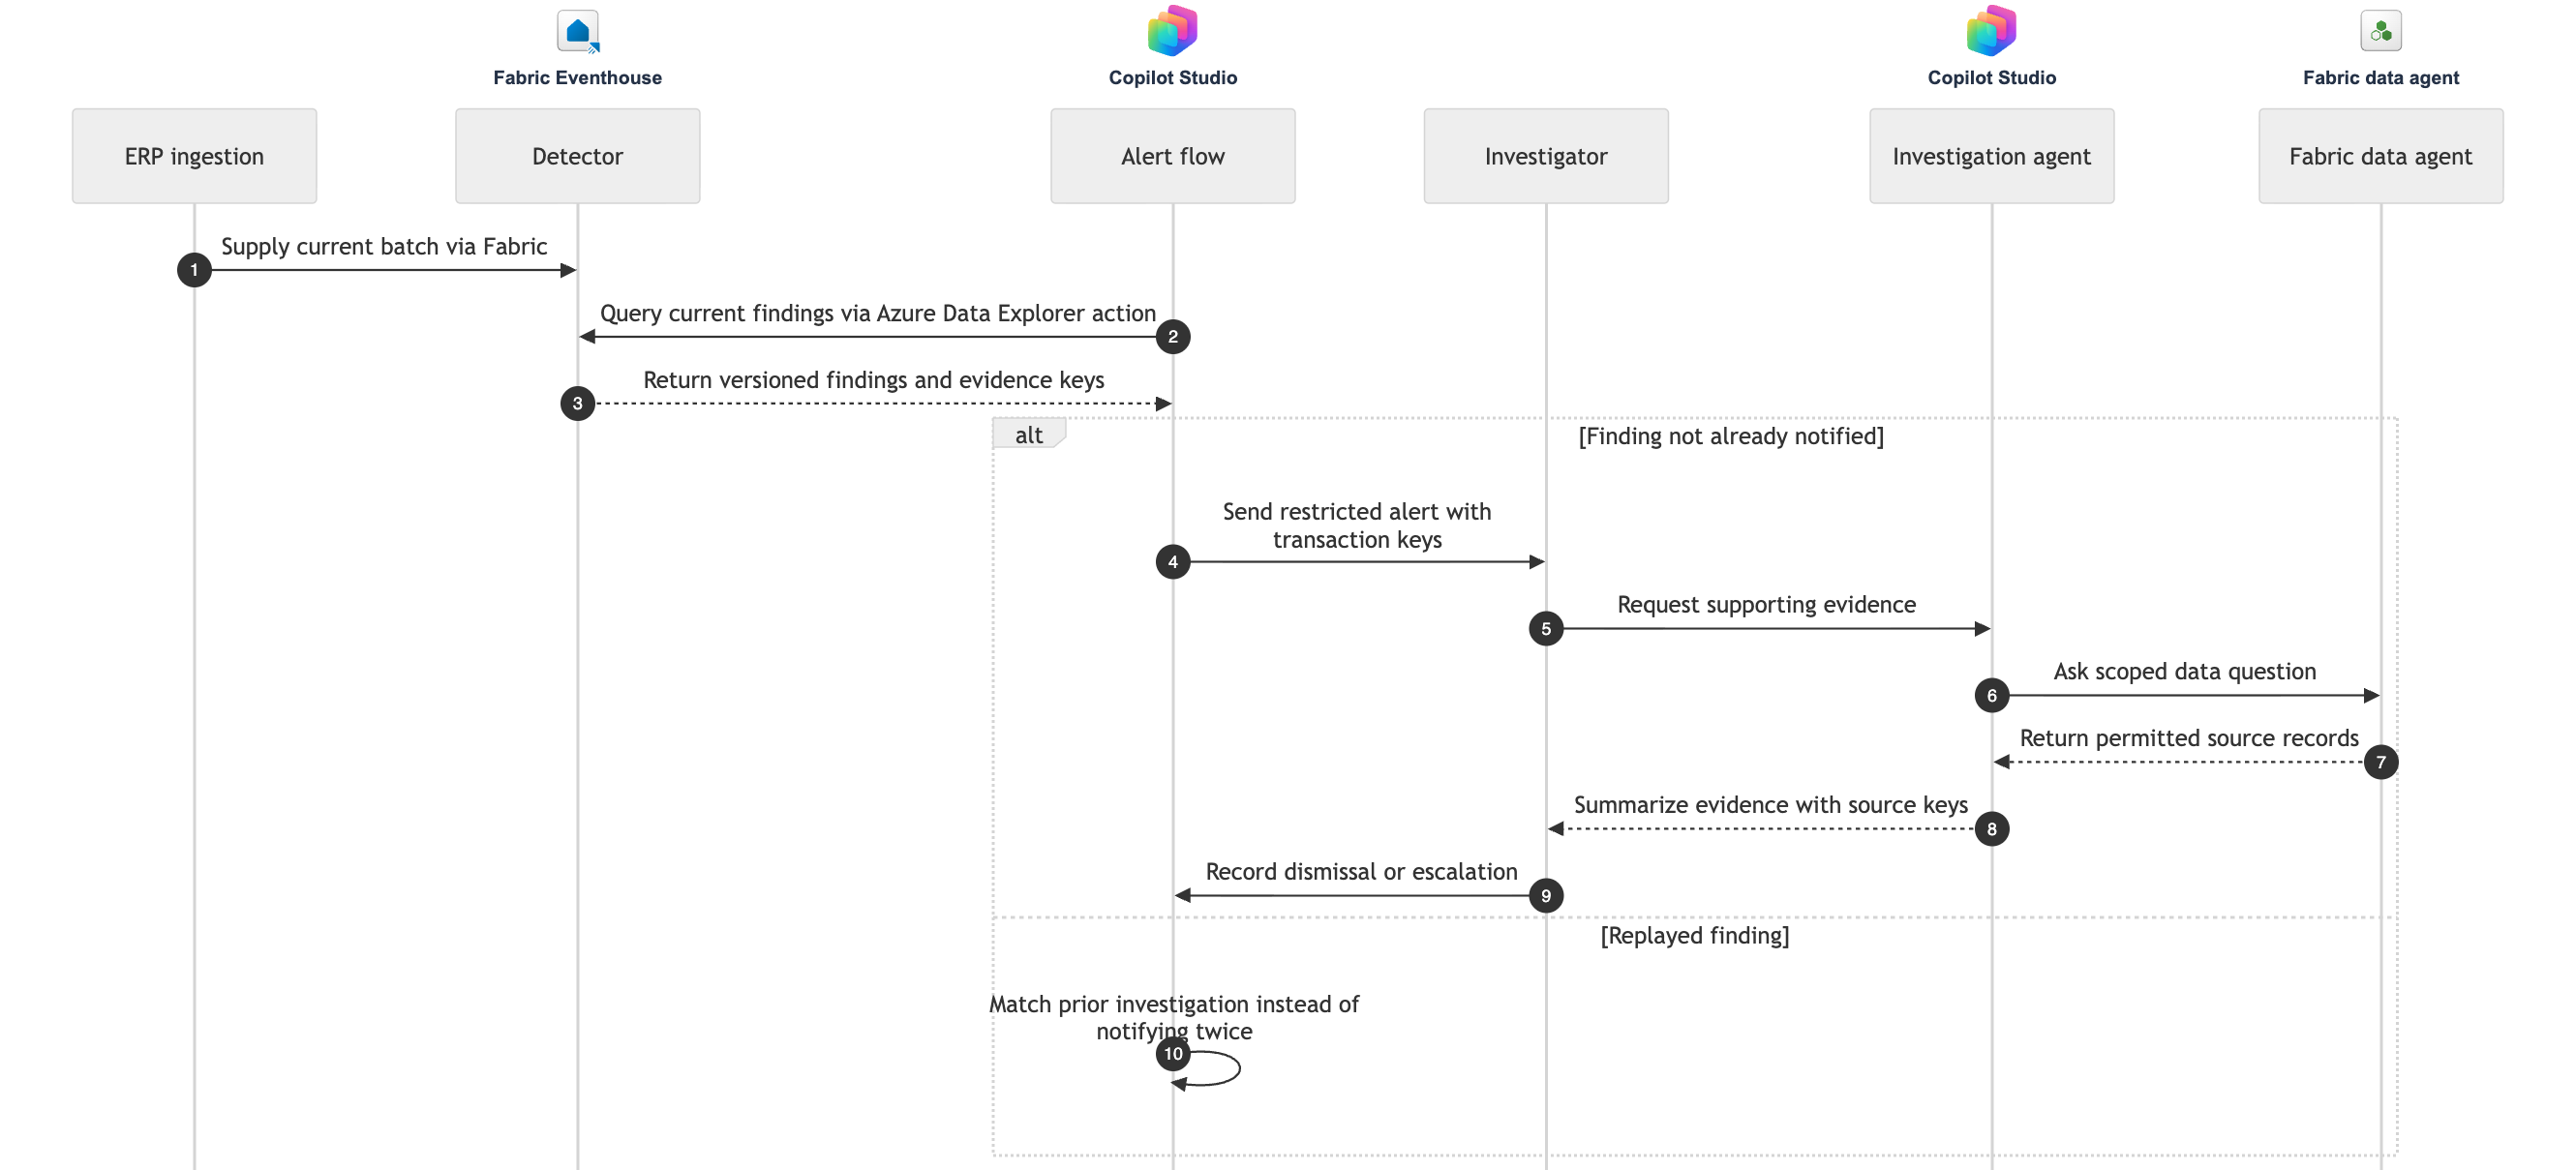 Fabric Eventhouse
Copilot Studio
Copilot Studio
Fabric data agent
ERP ingestion
Detector
Alert flow
Investigator
Investigation agent
Fabric data agent
Supply current batch via Fabric
1
Query current findings via Azure Data Explorer action
2
Return versioned findings and evidence keys
3
alt
[Finding not already notified]
Send restricted alert with
transaction keys
4
Request supporting evidence
5
Ask scoped data question
6
Return permitted source records
7
Summarize evidence with source keys
8
Record dismissal or escalation
9
[Replayed finding]
Match prior investigation instead of
notifying twice
10